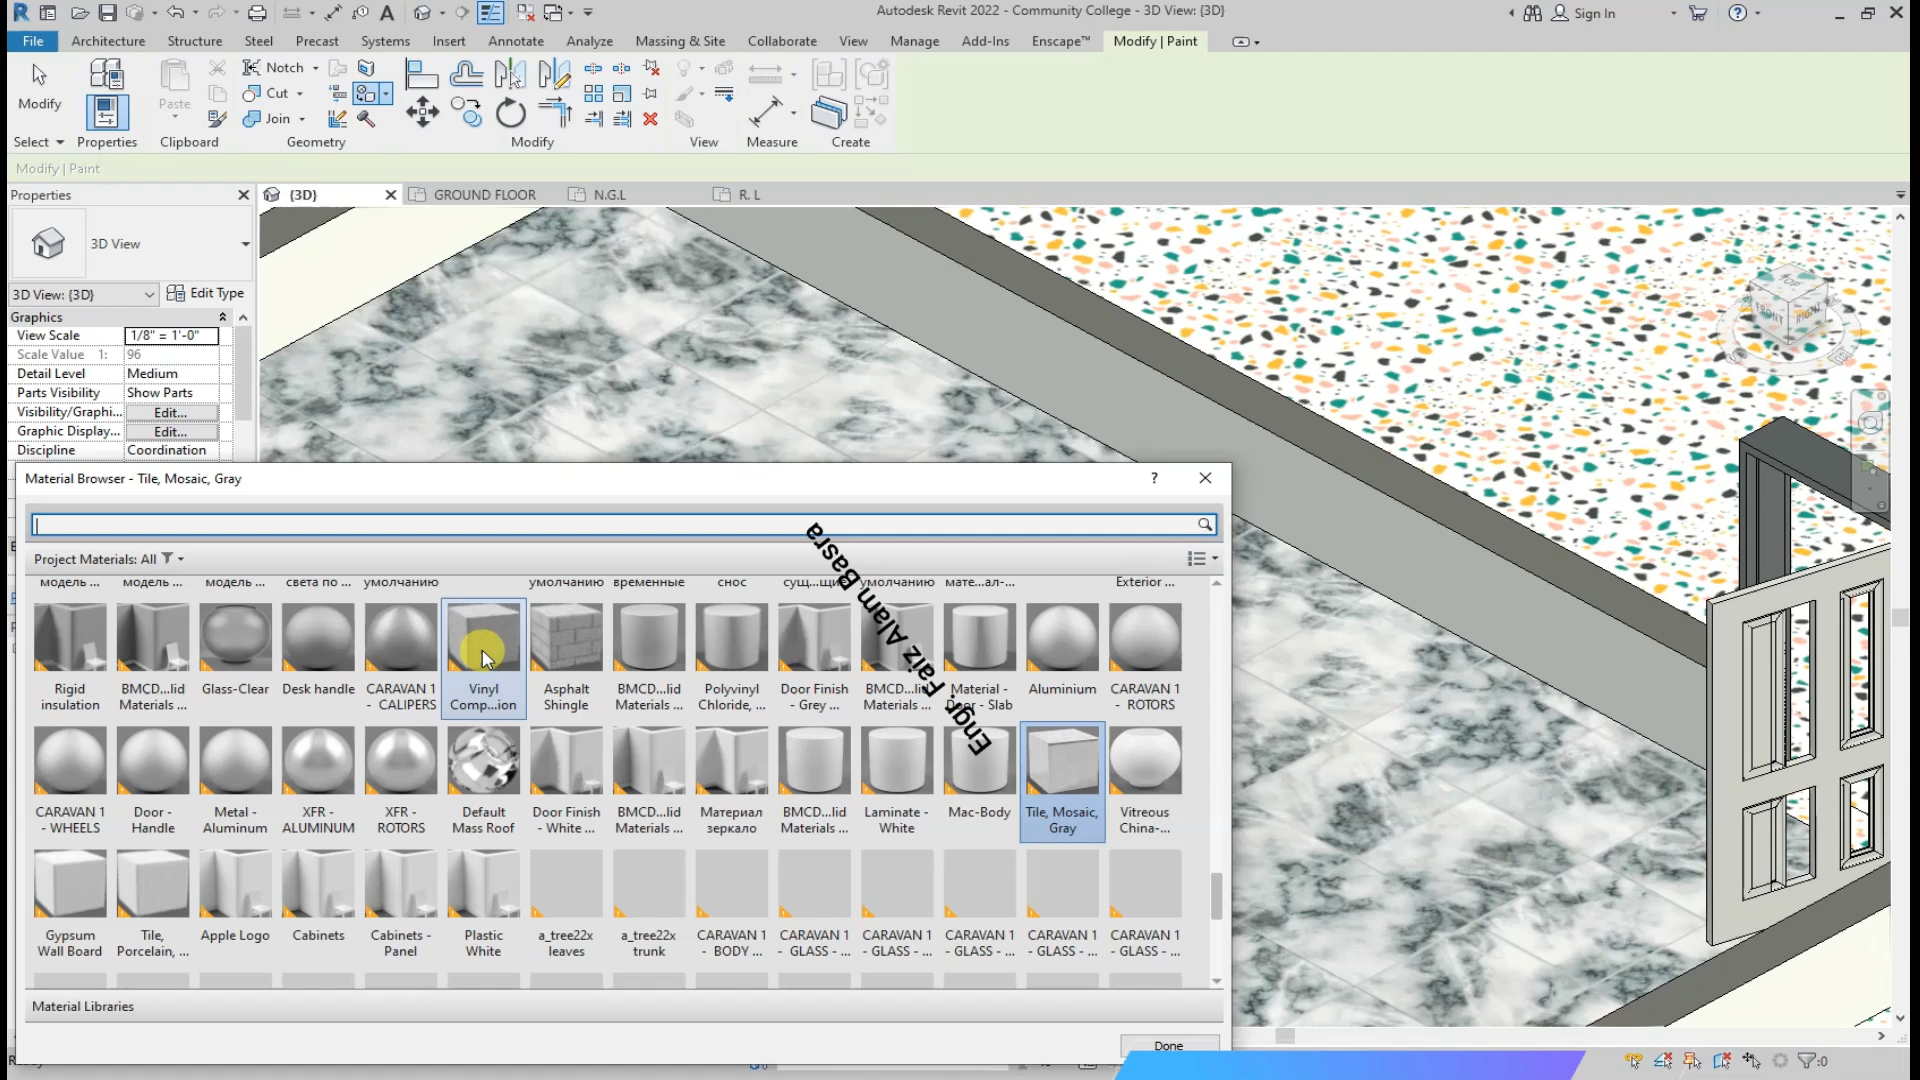 Autodesk Revit 2022 - Community College - 3D View: {3D}
Sign In
File Architecture Structure Steel Precast Systems Insert Annotate Analyze Massing & Site Collaborate View Manage Add-Ins Enscape™ Modify | Paint
Modify
Paste
Notch
Cut
Join
Select Properties Clipboard Geometry Modify View Measure Create
Modify | Paint
Properties
{3D} GROUND FLOOR N.G.L R. L
3D View
3D View: {3D} Edit Type
Graphics
View Scale 1/8" = 1'-0"
Scale Value 1: 96
Detail Level Medium
Parts Visibility Show Parts
Visibility/Graphi... Edit...
Graphic Display... Edit...
Discipline Coordination
TOP
FRONT
RIGHT
Material Browser - Tile, Mosaic, Gray
Project Materials: All
модель ... модель ... модель ... света по ... умолчанию умолчанию временные снос сущ...щие умолчанию мате...ал-... Exterior ...
Rigid insulation
BMCD...lid Materials ...
Glass-Clear
Desk handle
CARAVAN 1 - CALIPERS
Vinyl Comp...ion
Asphalt Shingle
BMCD...lid Materials ...
Polyvinyl Chloride, ...
Door Finish - Grey ...
BMCD...lid Materials ...
Material - Door - Slab
Aluminium
CARAVAN 1 - ROTORS
CARAVAN 1 - WHEELS
Door - Handle
Metal - Aluminum
XFR - ALUMINUM
XFR - ROTORS
Default Mass Roof
Door Finish - White ...
BMCD...lid Materials ...
Материал зеркало
BMCD...lid Materials ...
Laminate - White
Mac-Body
Tile, Mosaic, Gray
Vitreous China-...
Gypsum Wall Board
Tile, Porcelain, ...
Apple Logo
Cabinets
Cabinets - Panel
Plastic White
a_tree22x leaves
a_tree22x trunk
CARAVAN 1 - BODY ...
CARAVAN 1 - GLASS - ...
CARAVAN 1 - GLASS - ...
CARAVAN 1 - GLASS - ...
CARAVAN 1 - GLASS - ...
CARAVAN 1 - GLASS - ...
Engr. Faiz Alam Basra
Material Libraries
Done
:0